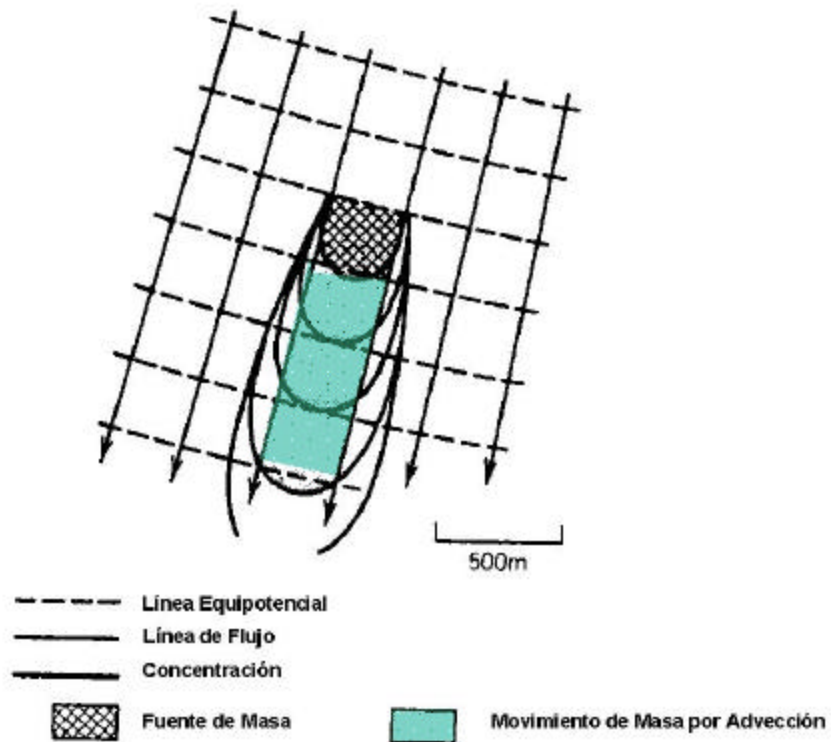 500m
Línea Equipotencial
Línea de Flujo
Concentración
Fuente de Masa
Movimiento de Masa por Advección